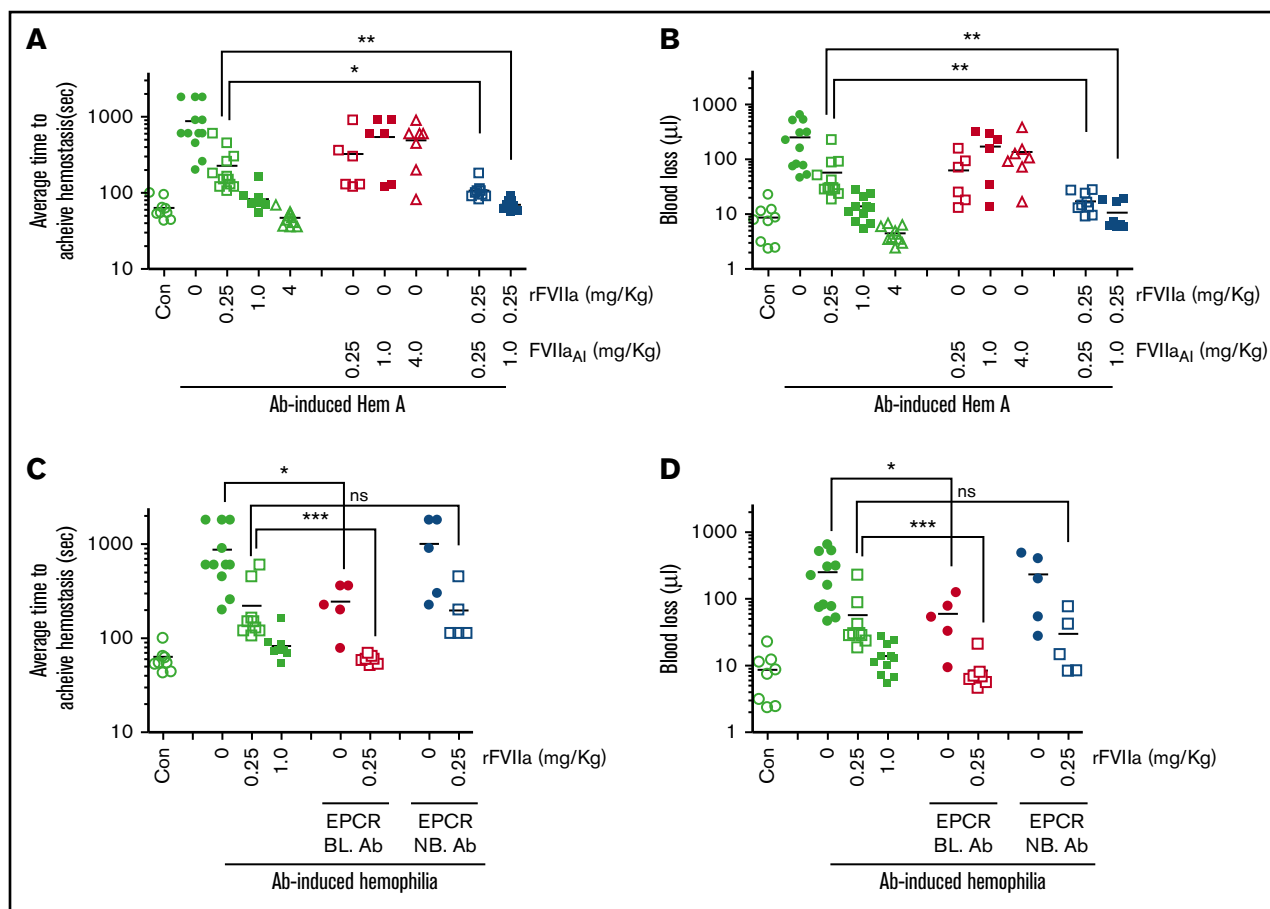 A
**
*
Average time to
acheive hemostasis(sec)
1000
100
10
Con
0
0.25
1.0
4
0
0
0
0.25
0.25
rFVIIa (mg/Kg)
0.25
1.0
4.0
0.25
1.0
FVIIaAI (mg/Kg)
Ab-induced Hem A
B
**
**
Blood loss (µl)
1000
100
10
1
Con
0
0.25
1.0
4
0
0
0
0.25
0.25
rFVIIa (mg/Kg)
0.25
1.0
4.0
0.25
1.0
FVIIaAI (mg/Kg)
Ab-induced Hem A
C
*
ns
***
Average time to
acheive hemostasis (sec)
1000
100
10
Con
0
0.25
1.0
0
0.25
0
0.25
rFVIIa (mg/Kg)
EPCR
BL. Ab
EPCR
NB. Ab
Ab-induced hemophilia
D
*
ns
***
Blood loss (µl)
1000
100
10
1
Con
0
0.25
1.0
0
0.25
0
0.25
rFVIIa (mg/Kg)
EPCR
BL. Ab
EPCR
NB. Ab
Ab-induced hemophilia